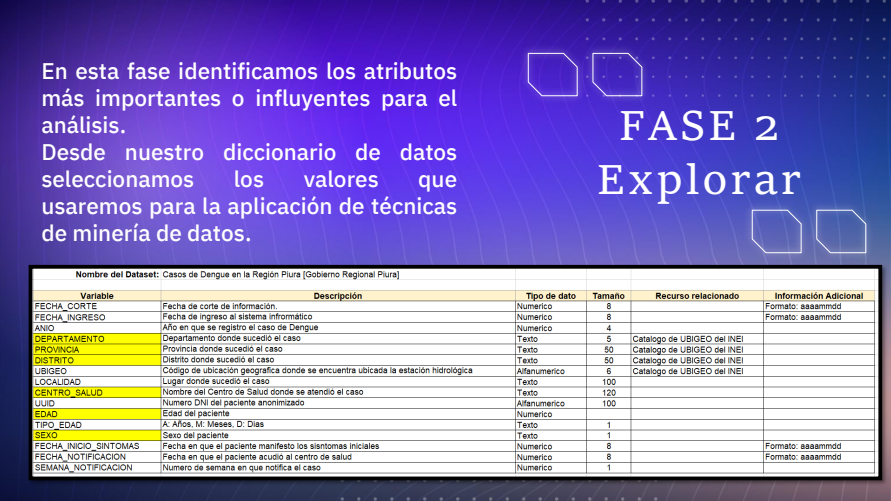 En esta fase identificamos los atributos
más importantes o influyentes para el
análisis.
Desde nuestro diccionario de datos
seleccionamos los valores que
usaremos para la aplicación de técnicas
de minería de datos.
FASE 2
Explorar
Nombre del Dataset: Casos de Dengue en la Región Piura [Gobierno Regional Piura]
Variable Descripción Tipo de dato Tamaño Recurso relacionado Información Adicional
FECHA_CORTE Fecha de corte de información. Numerico 8 Formato: aaaammdd
FECHA_INGRESO Fecha de ingreso al sistema infrormático Numerico 8 Formato: aaaammdd
ANIO Año en que se registro el caso de Dengue Numerico 4
DEPARTAMENTO Departamento donde sucedió el caso Texto 5 Catalogo de UBIGEO del INEI
PROVINCIA Provincia donde sucedió el caso Texto 50 Catalogo de UBIGEO del INEI
DISTRITO Distrito donde sucedió el caso Texto 50 Catalogo de UBIGEO del INEI
UBIGEO Código de ubicación geografica donde se encuentra ubicada la estación hidrológica Alfanumerico 6 Catalogo de UBIGEO del INEI
LOCALIDAD Lugar donde sucedió el caso Texto 100
CENTRO_SALUD Nombre del Centro de Salud donde se atendió el caso Texto 120
UUID Numero DNI del paciente anonimizado Alfanumerico 100
EDAD Edad del paciente Numerico
TIPO_EDAD A: Años, M: Meses, D: Dias Texto 1
SEXO Sexo del paciente Texto 1
FECHA_INICIO_SINTOMAS Fecha en que el paciente manifesto los sisntomas iniciales Numerico 8 Formato: aaaammdd
FECHA_NOTIFICACION Fecha en que el paciente acudió al centro de salud Numerico 8 Formato: aaaammdd
SEMANA_NOTIFICACION Numero de semana en que notifica el caso Numerico 1